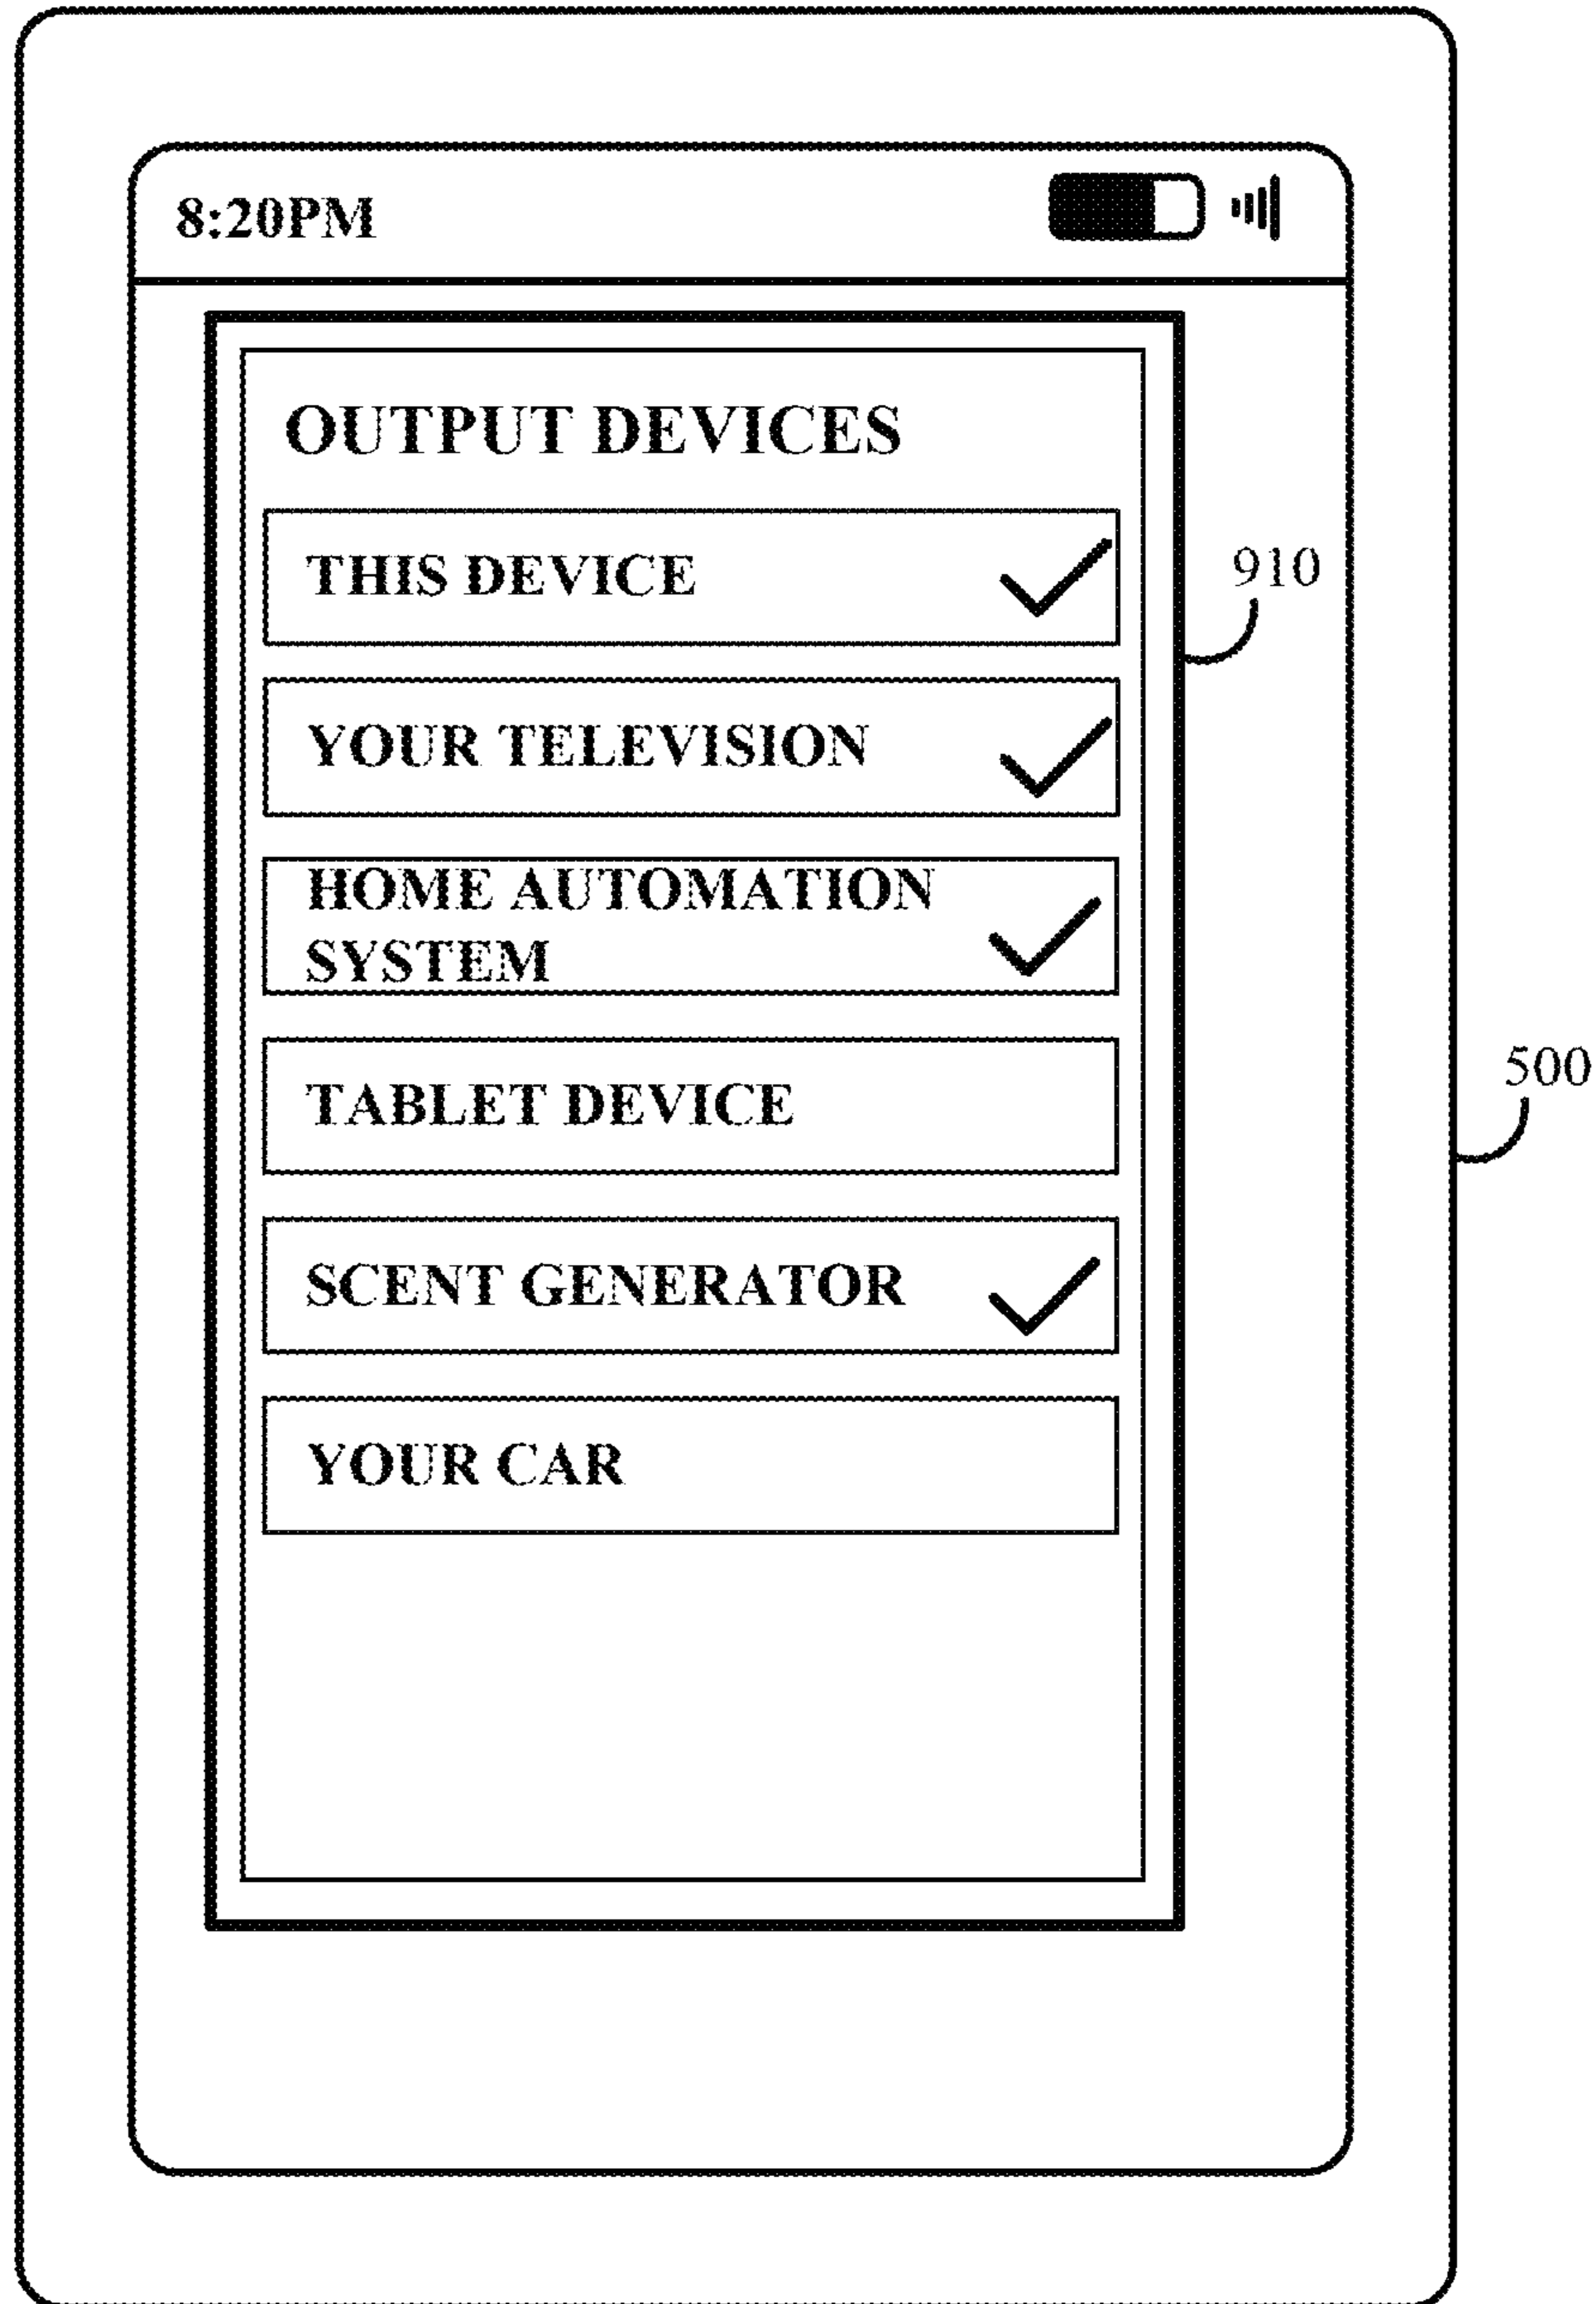 8:20PM
OUTPUT DEVICES
THIS DEVICE
910
YOUR TELEVISION
HOME AUTOMATION
SYSTEM
500
TABLET DEVICE
SCENT GENERATOR
YOUR CAR